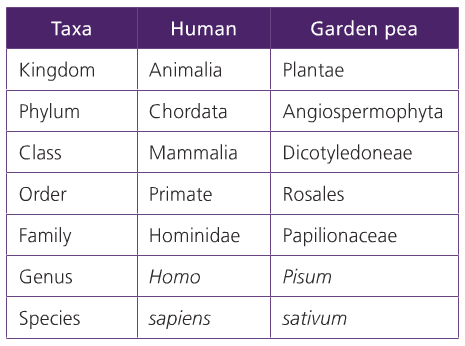 Taxa Human Garden pea
Kingdom Animalia Plantae
Phylum Chordata Angiospermophyta
Class Mammalia Dicotyledoneae
Order Primate Rosales
Family Hominidae Papilionaceae
Genus Homo Pisum
Species sapiens sativum